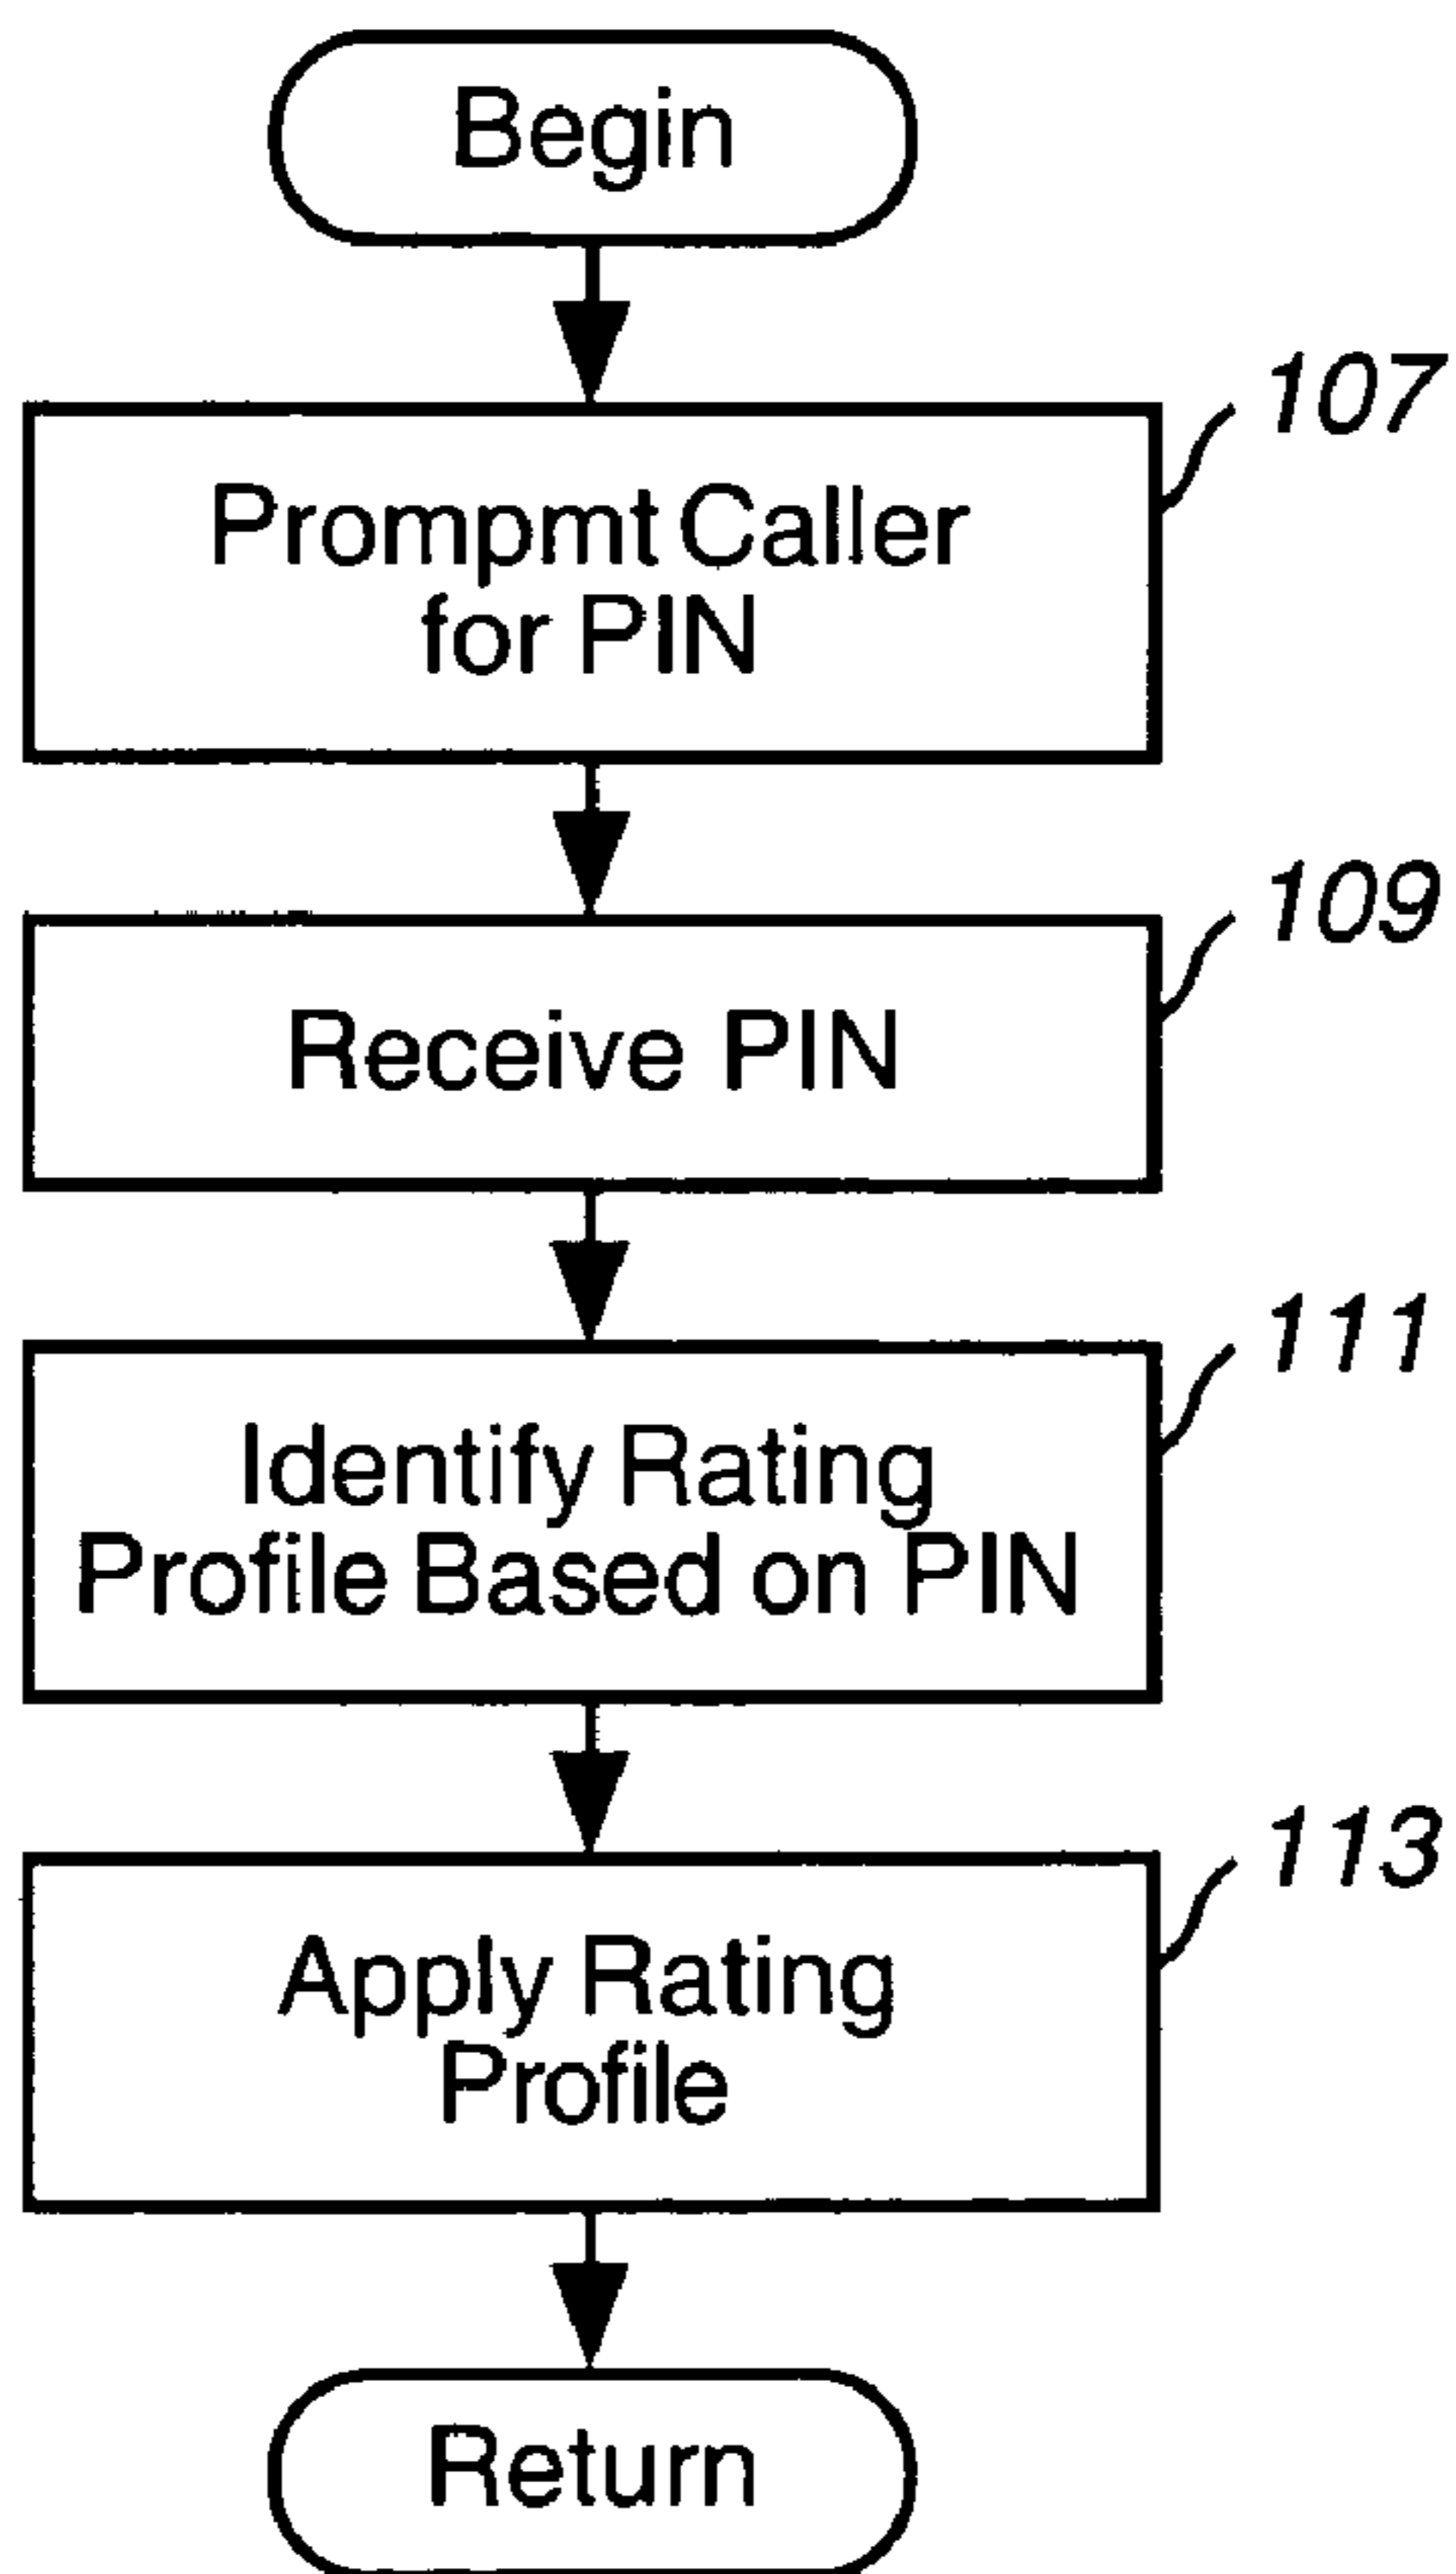 Begin
107
Prompmt Caller
for PIN
109
Receive PIN
111
Identify Rating
Profile Based on PIN
113
Apply Rating
Profile
Return